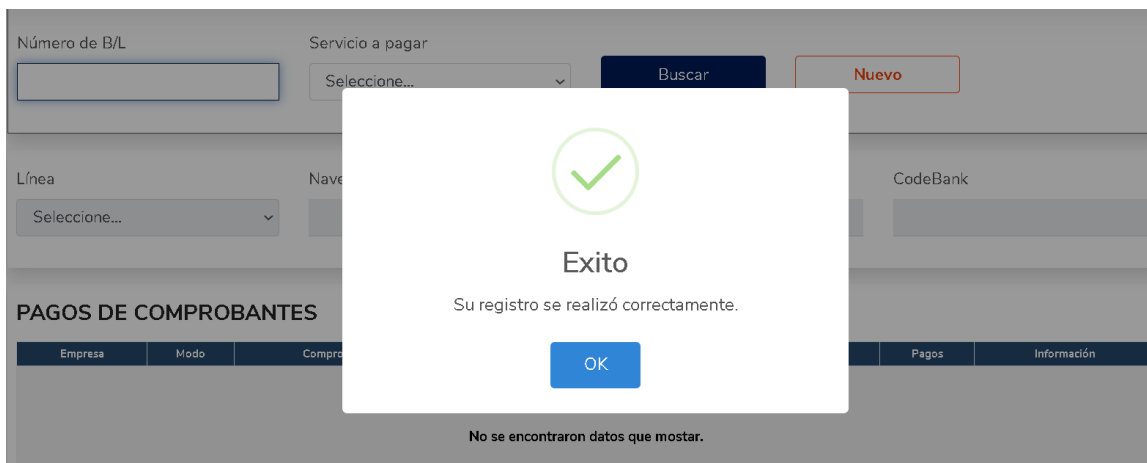 Número de B/L
Servicio a pagar
Seleccione...
Buscar
Nuevo
Línea
Nave
CodeBank
Seleccione...
Exito
Su registro se realizó correctamente.
OK
PAGOS DE COMPROBANTES
Empresa Modo Compro Pagos Información
No se encontraron datos que mostar.